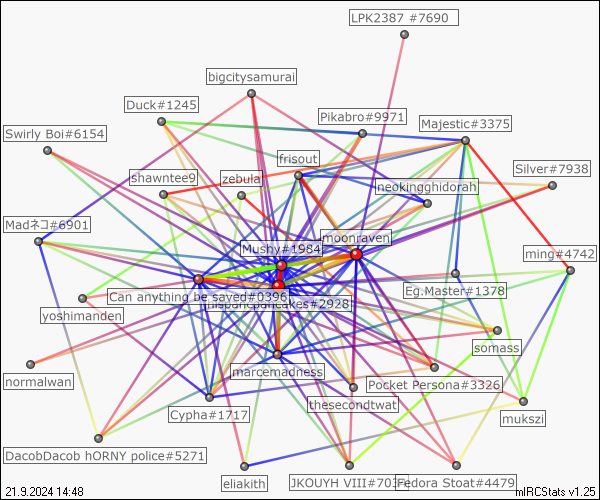 LPK2387 #7690
bigcitysamurai
Duck#1245
Pikabro#9971
Majestic#3375
Swirly Boi#6154
frisout
Silver#7938
shawntee9
zebula
neokingghidorah
Madネコ#6901
moonraven
Mushy#1984
ming#4742
Eg.Master#1378
Can anything be saved#0396
hispanicpancakes#2928
yoshimanden
somass
marcemadness
normalwan
Pocket Persona#3326
thesecondtwat
mukszi
Cypha#1717
DacobDacob hORNY police#5271
eliakith
JKOUYH VIII#703
Fedora Stoat#4479
21.9.2024 14:48
mIRCStats v1.25